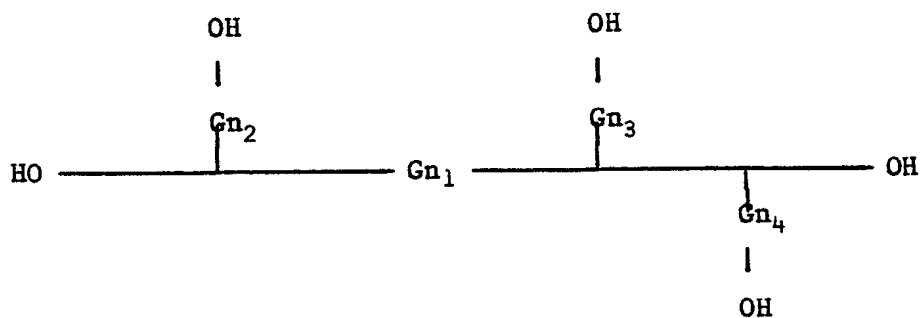 OH OH
Gn₂ Gn₃
HO Gn₁ OH
Gn₄
OH